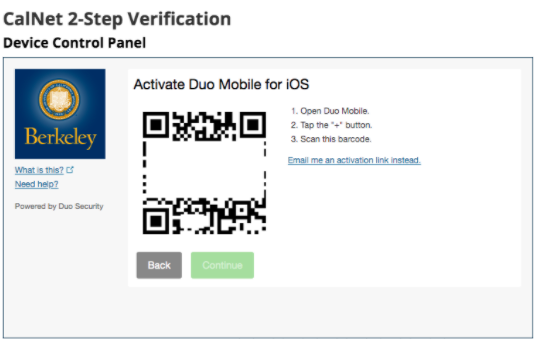 CalNet 2-Step Verification
Device Control Panel
Berkeley
What is this?
Need help?
Powered by Duo Security
Activate Duo Mobile for iOS
1. Open Duo Mobile.
2. Tap the "+" button.
3. Scan this barcode.
Email me an activation link instead.
Back
Continue